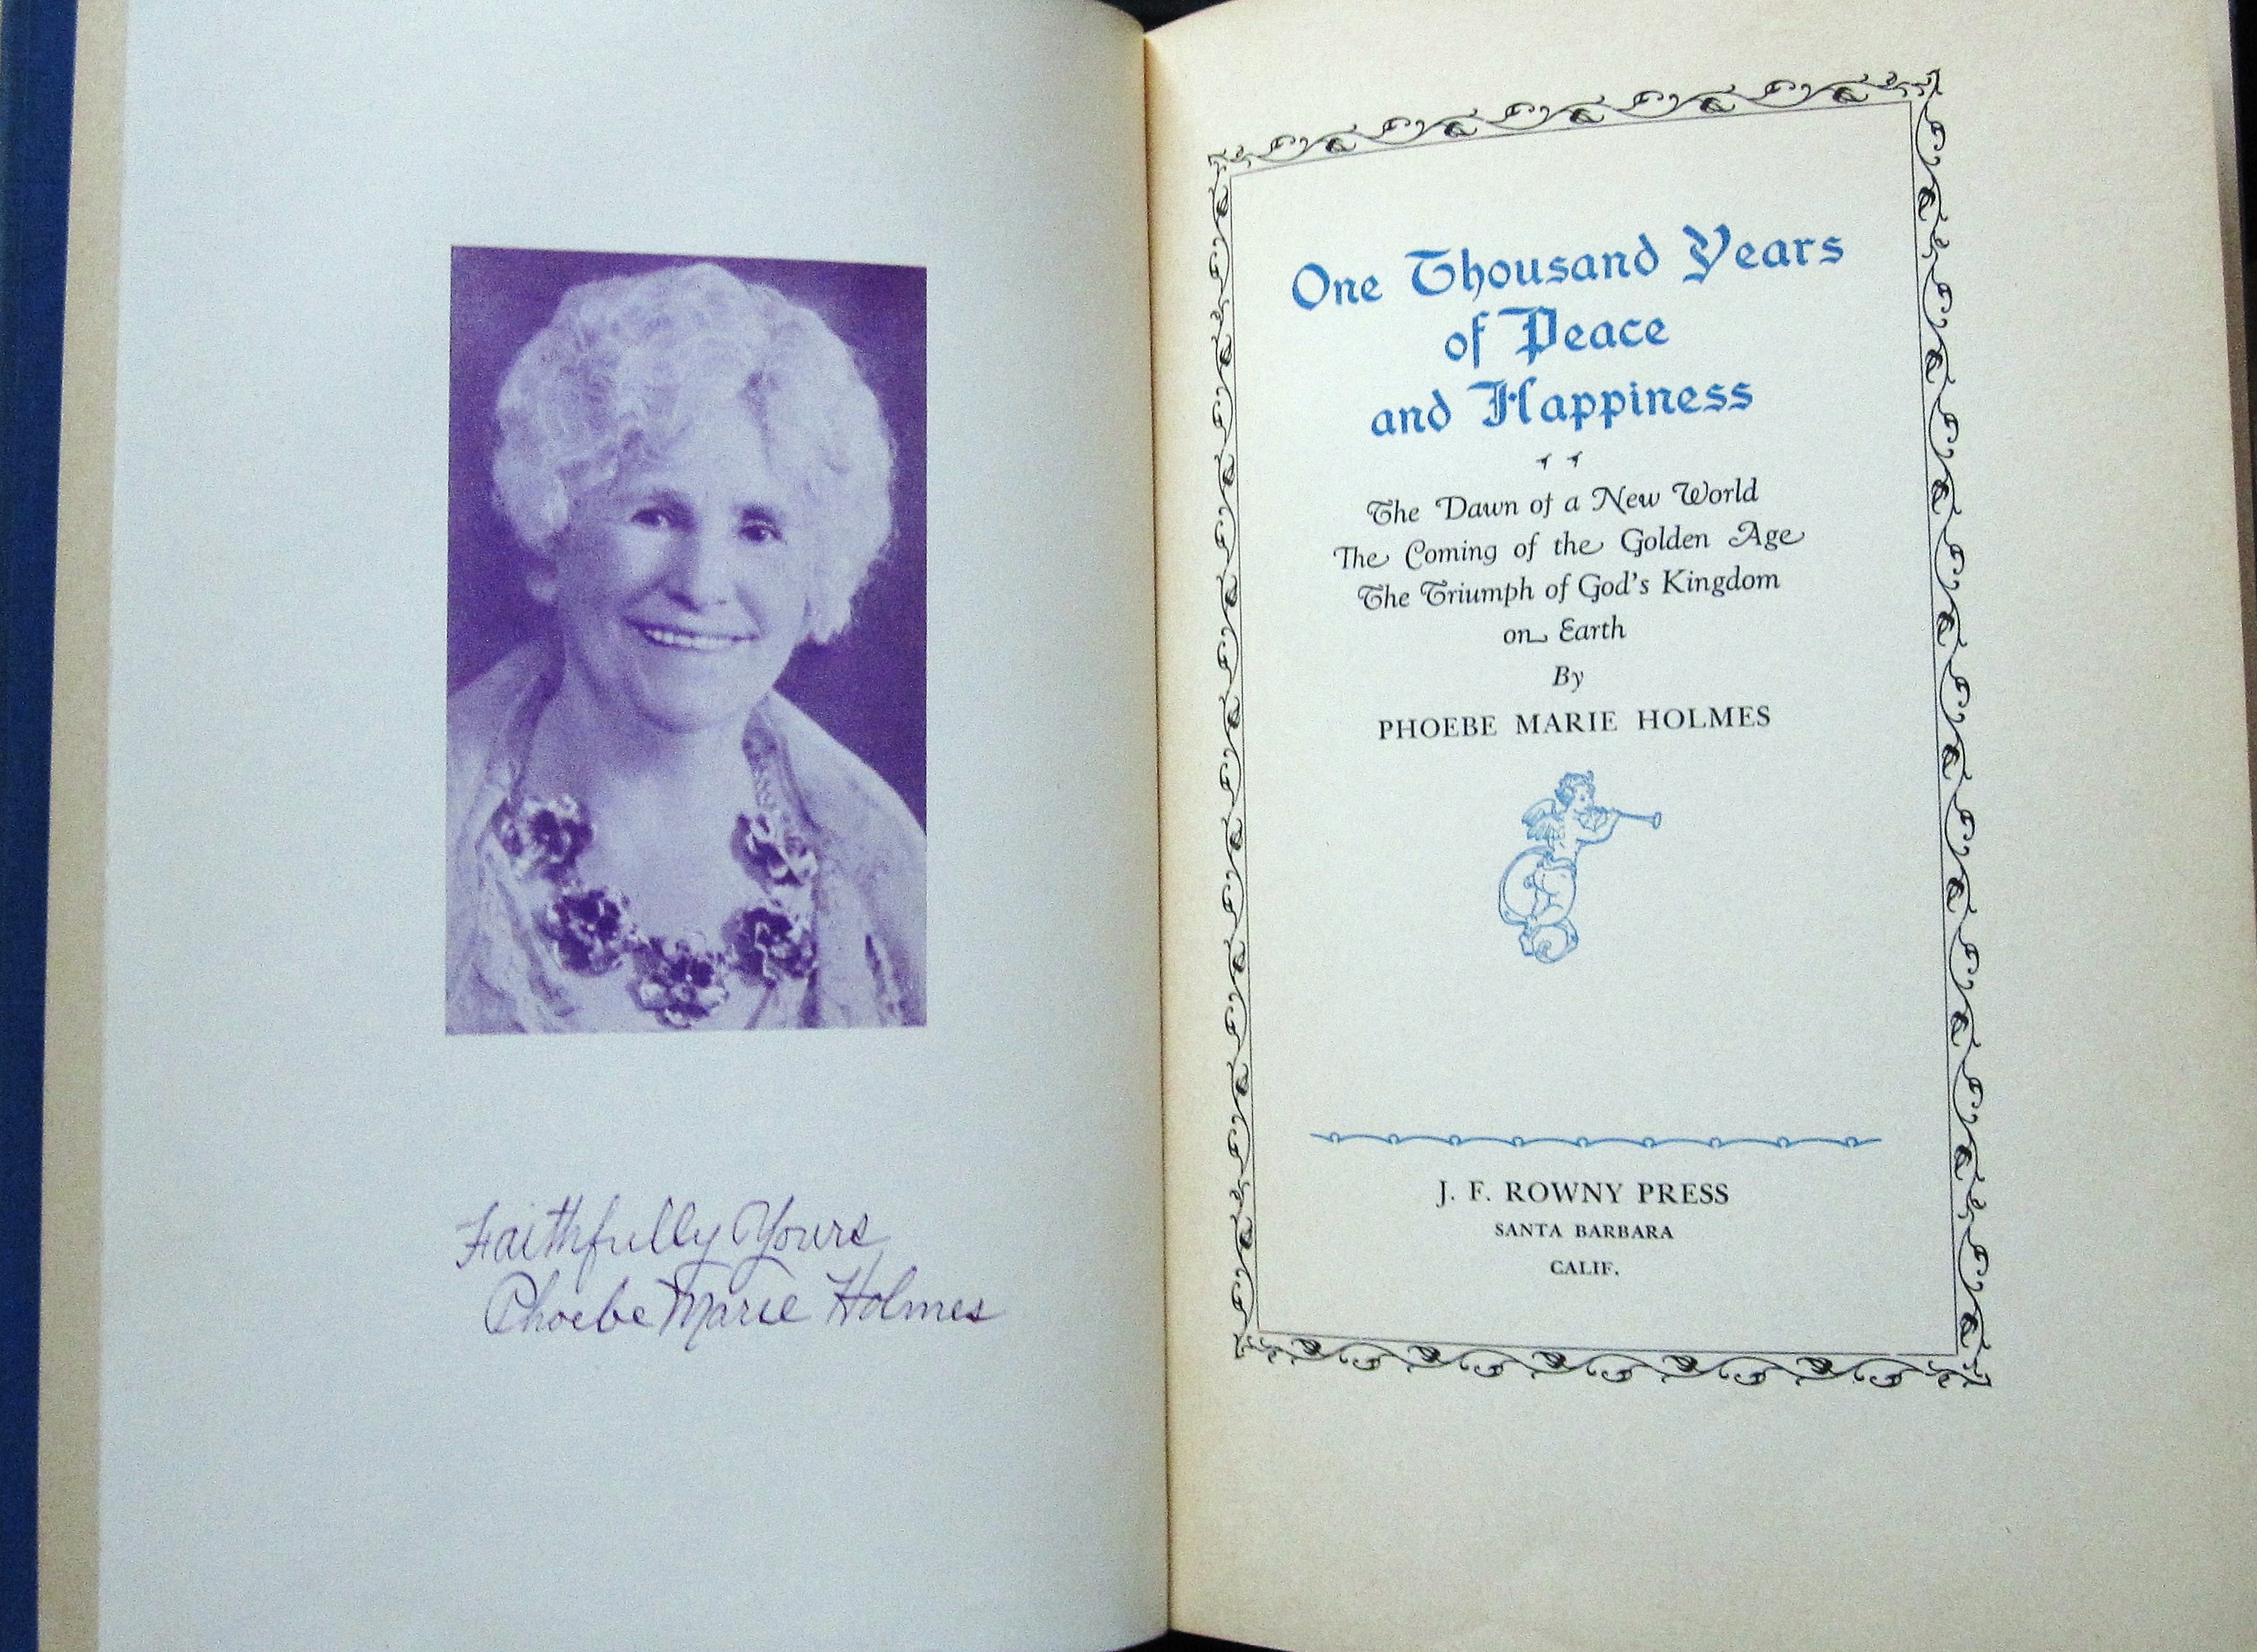 Faithfully Yours
Phoebe Marie Holmes
One Thousand Years
of Peace
and Happiness
The Dawn of a New World
The Coming of the Golden Age
The Triumph of God's Kingdom
on Earth
By
PHOEBE MARIE HOLMES
J. F. ROWNY PRESS
SANTA BARBARA
CALIF.